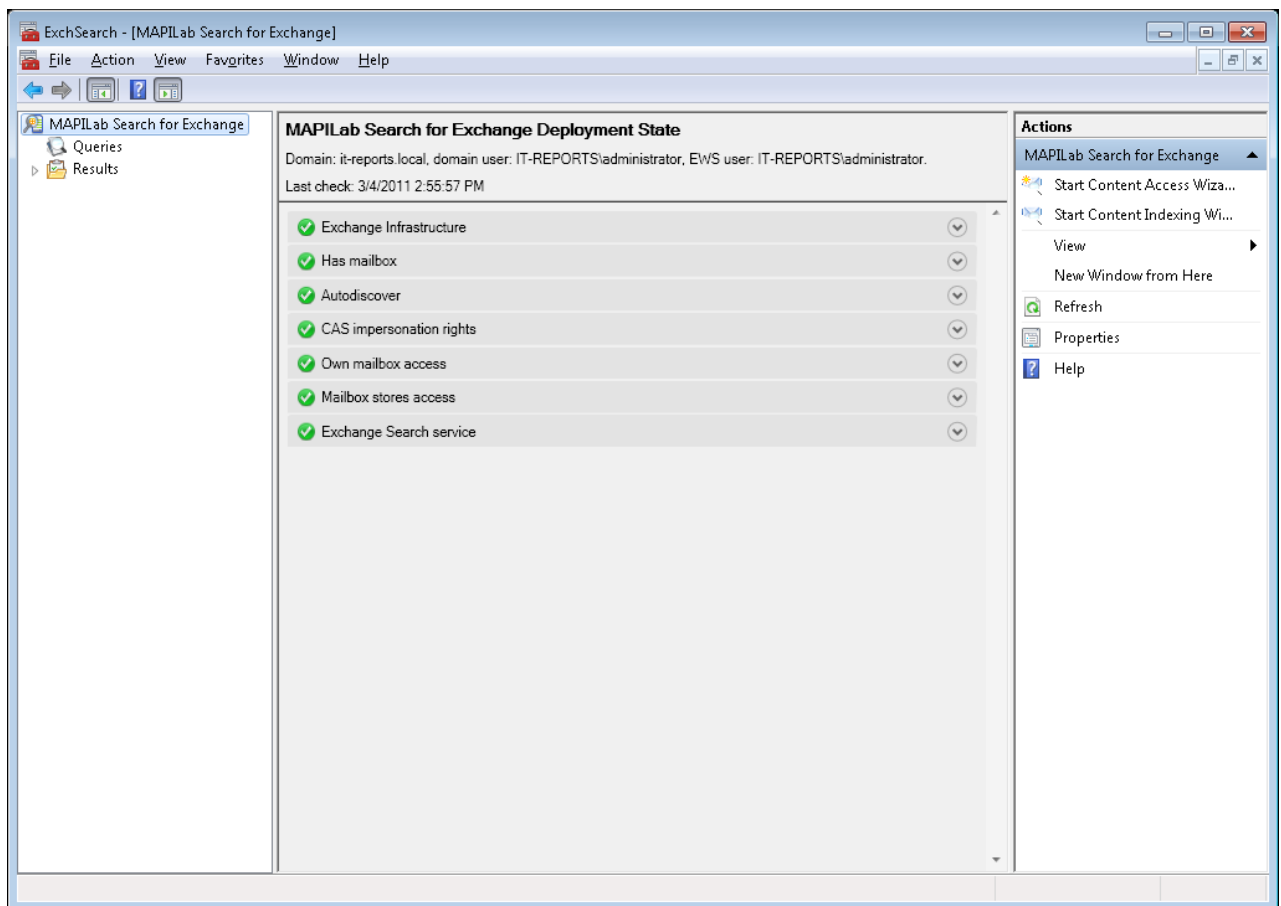 ExchSearch - [MAPILab Search for Exchange]
File Action View Favorites Window Help
MAPILab Search for Exchange
Queries
Results
MAPILab Search for Exchange Deployment State
Domain: it-reports.local, domain user: IT-REPORTS\administrator, EWS user: IT-REPORTS\administrator.
Last check: 3/4/2011 2:55:57 PM
Exchange Infrastructure
Has mailbox
Autodiscover
CAS impersonation rights
Own mailbox access
Mailbox stores access
Exchange Search service
Actions
MAPILab Search for Exchange
Start Content Access Wiza...
Start Content Indexing Wi...
View
New Window from Here
Refresh
Properties
Help